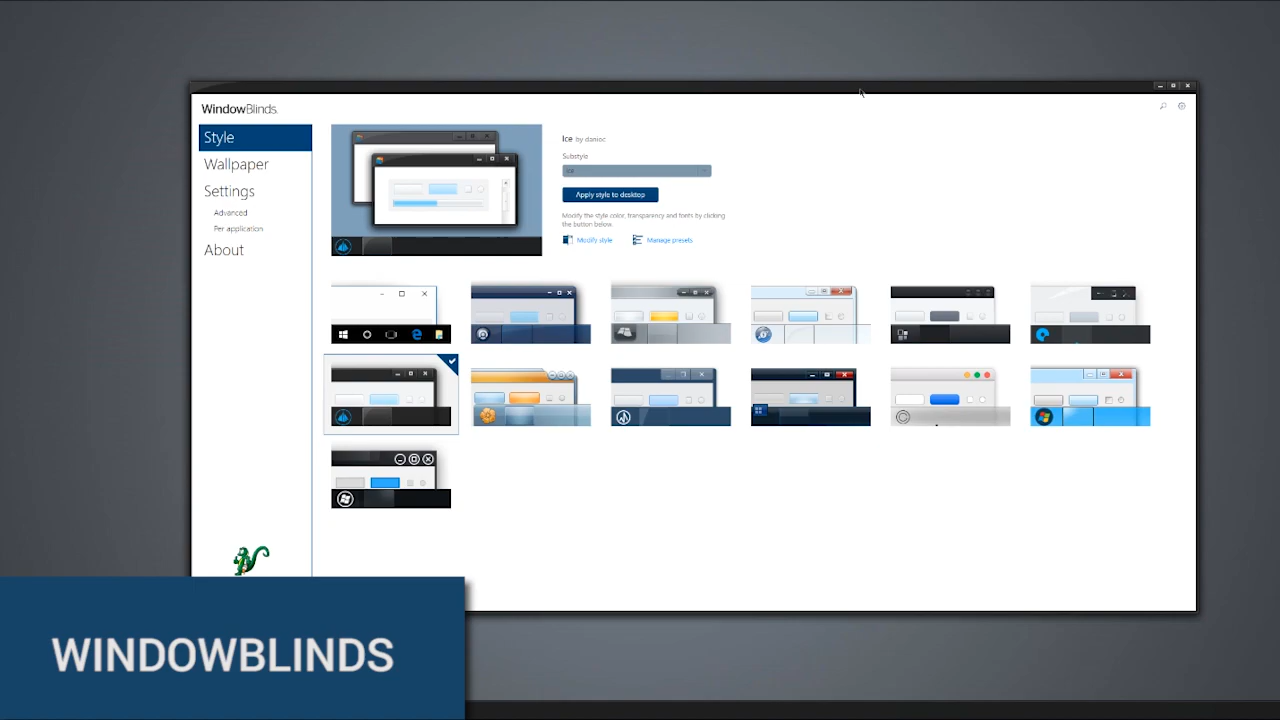 WindowBlinds.
Style
Wallpaper
Settings
Advanced
Per application
About
Ice by danioc
Substyle
Ice
Apply style to desktop
Modify the style color, transparency and fonts by clicking
the button below.
Modify style
Manage presets
WINDOWBLINDS